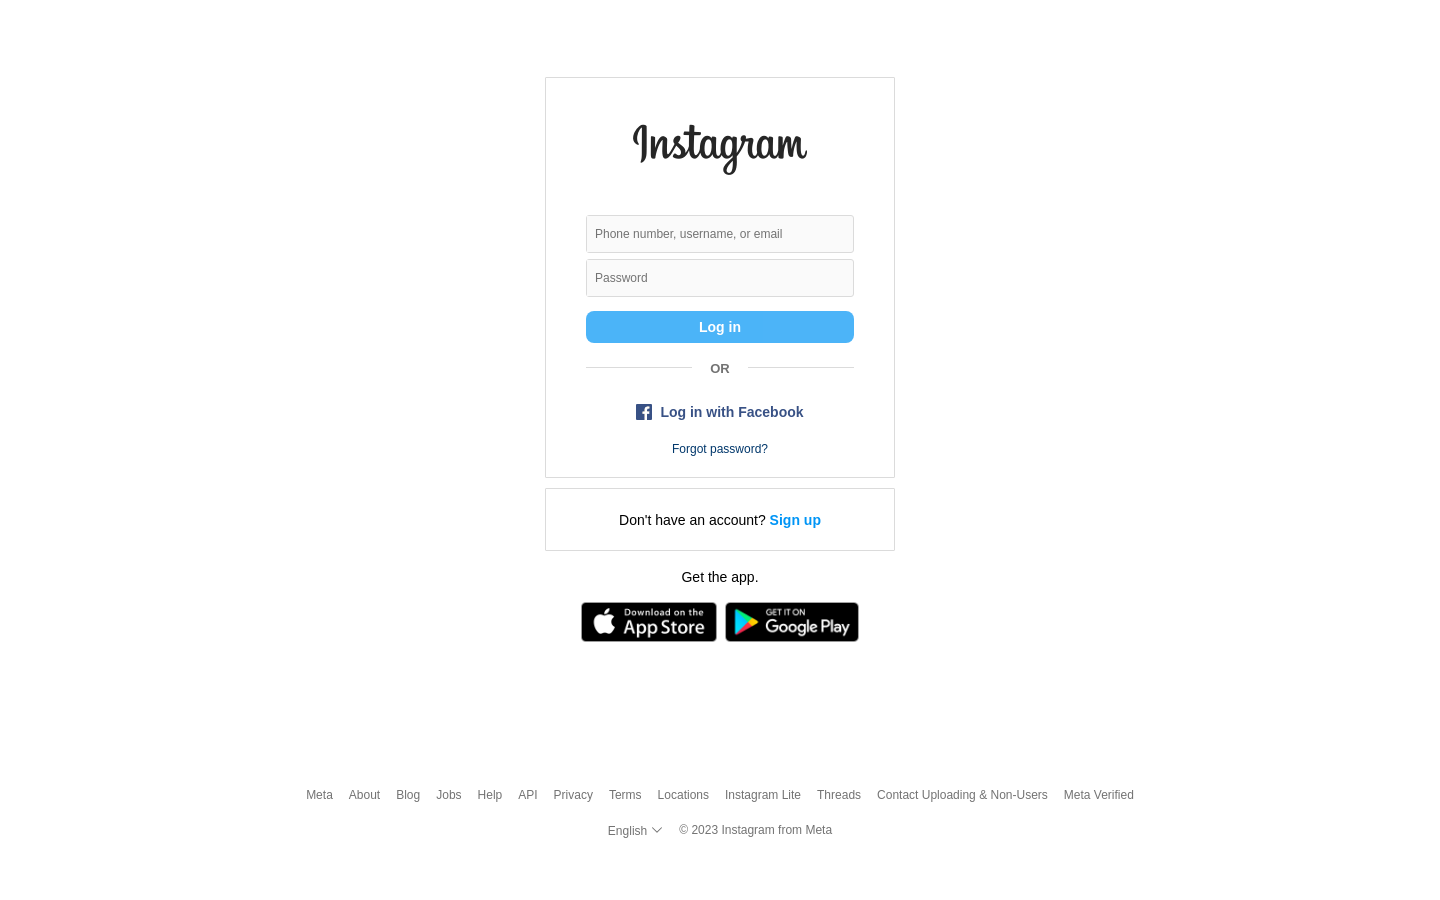 Instagram
Phone number, username, or email
Password
Log in
OR
Log in with Facebook
Forgot password?
Don't have an account? Sign up
Get the app.
Download on the
App Store
GET IT ON
Google Play
Meta About Blog Jobs Help API Privacy Terms Locations Instagram Lite Threads Contact Uploading & Non-Users Meta Verified
English © 2023 Instagram from Meta